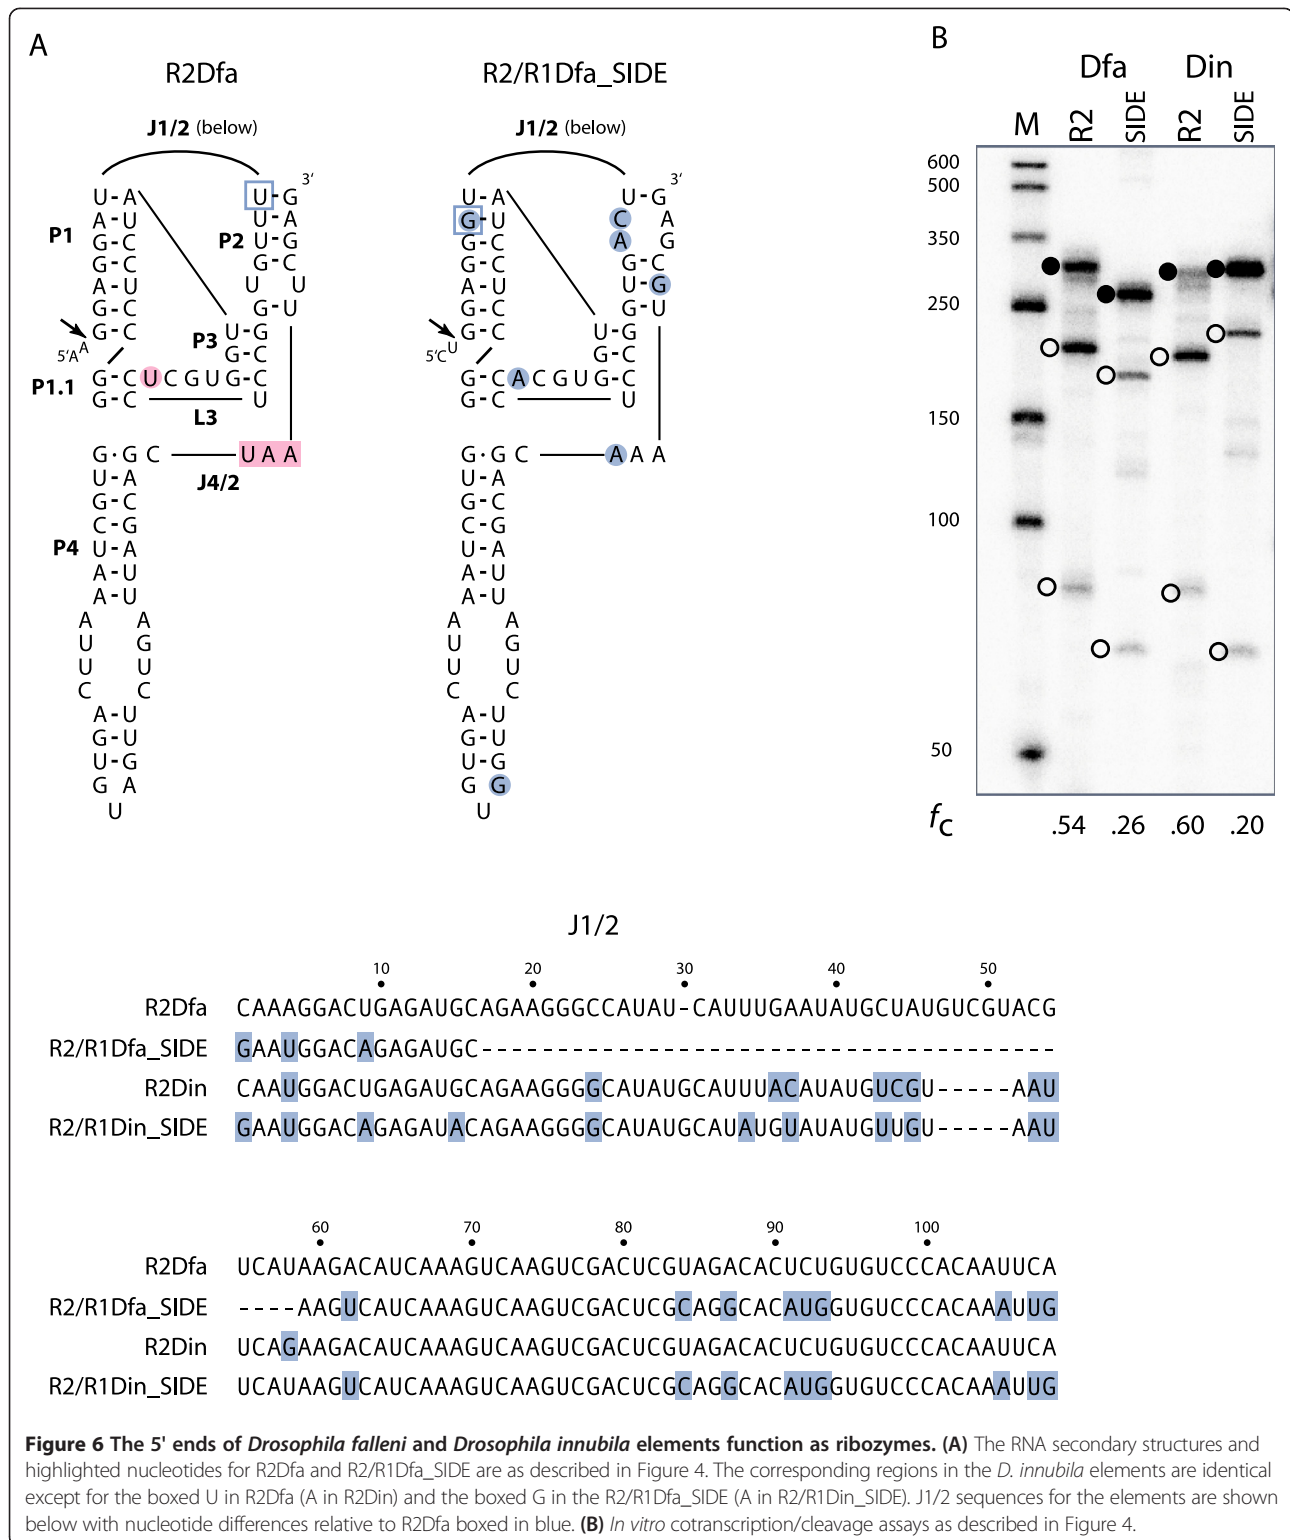 A
B
R2Dfa
R2/R1Dfa_SIDE
J1/2 (below)
J1/2 (below)
U-A 3' U-G
A-U P1 U-A
G-C P2 U-G
G-C G-C
A-U U U
G-C U-U
G-C P3 U G-C
5'A A G G-C
P1.1 G-C U C G U G-C
G-C L3 U
G·G C U A A
U-A J4/2
G-C
C-G
P4 U-A
A-U
A-U
A A
U G
U U
C C
A-U
G-U
U-G
G A
U
U-A U-G 3'
G-U C A
G-C A G
G-C G-C
A-U U G
G-C G-U
G-C U G-C
5'C U G G-C
G-C A C G U G-C
G-C U
G·G C A A A
U-A
G-C
C-G
U-A
A-U
A-U
A A
U G
U U
C C
A-U
G-U
U-G
G G
U
Dfa Din
M R2 SIDE R2 SIDE
600
500
350
250
150
100
50
fc .54 .26 .60 .20
J1/2
10 20 30 40 50
R2Dfa CAAAGGACUGAGAUGCAGAAGGGCCAUAU-CAUUUGAAUAUGCUAUGUCGUACG
R2/R1Dfa_SIDE GAAUGGACAGAGAUGC--------------------------------------
R2Din CAAUGGACUGAGAUGCAGAAGGGGCAUAUGCAUUUACAUAUGUCGU-----AAU
R2/R1Din_SIDE GAAUGGACAGAGAUACAGAAGGGGCAUAUGCAUAUGUAUAUGUUGU-----AAU
60 70 80 90 100
R2Dfa UCAUAAGACAUCAAAGUCAAGUCGACUCGUAGACACUCUGUGUCCCACAAUUCA
R2/R1Dfa_SIDE ----AAGUCAUCAAAGUCAAGUCGACUCGCAGGCACAUGGUGUCCCACAAAUUG
R2Din UCAGAAGACAUCAAAGUCAAGUCGACUCGUAGACACUCUGUGUCCCACAAUUCA
R2/R1Din_SIDE UCAUAAGUCAUCAAAGUCAAGUCGACUCGCAGGCACAUGGUGUCCCACAAAUUG
Figure 6 The 5' ends of Drosophila falleni and Drosophila innubila elements function as ribozymes. (A) The RNA secondary structures and
highlighted nucleotides for R2Dfa and R2/R1Dfa_SIDE are as described in Figure 4. The corresponding regions in the D. innubila elements are identical
except for the boxed U in R2Dfa (A in R2Din) and the boxed G in the R2/R1Dfa_SIDE (A in R2/R1Din_SIDE). J1/2 sequences for the elements are shown
below with nucleotide differences relative to R2Dfa boxed in blue. (B) In vitro cotranscription/cleavage assays as described in Figure 4.